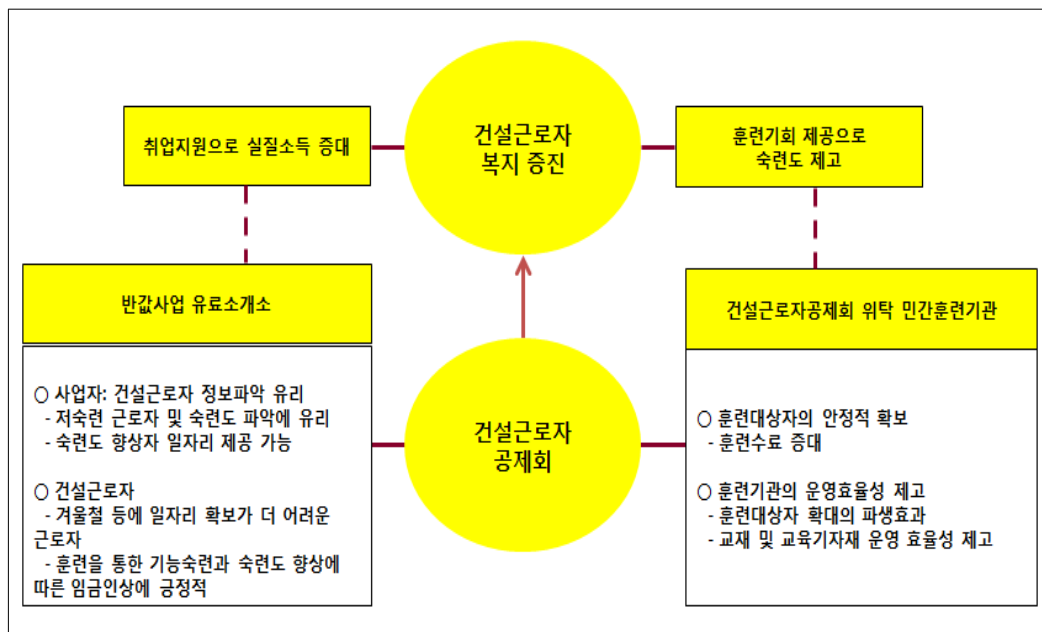 건설근로자
복지 증진
취업지원으로 실질소득 증대
훈련기회 제공으로
숙련도 제고
반값사업 유료소개소
○ 사업자: 건설근로자 정보파악 유리
- 저숙련 근로자 및 숙련도 파악에 유리
- 숙련도 향상자 일자리 제공 가능
○ 건설근로자
- 겨울철 등에 일자리 확보가 더 어려운
근로자
- 훈련을 통한 기능숙련과 숙련도 향상에
따른 임금인상에 긍정적
건설근로자
공제회
건설근로자공제회 위탁 민간훈련기관
○ 훈련대상자의 안정적 확보
- 훈련수료 증대
○ 훈련기관의 운영효율성 제고
- 훈련대상자 확대의 파생효과
- 교재 및 교육기자재 운영 효율성 제고